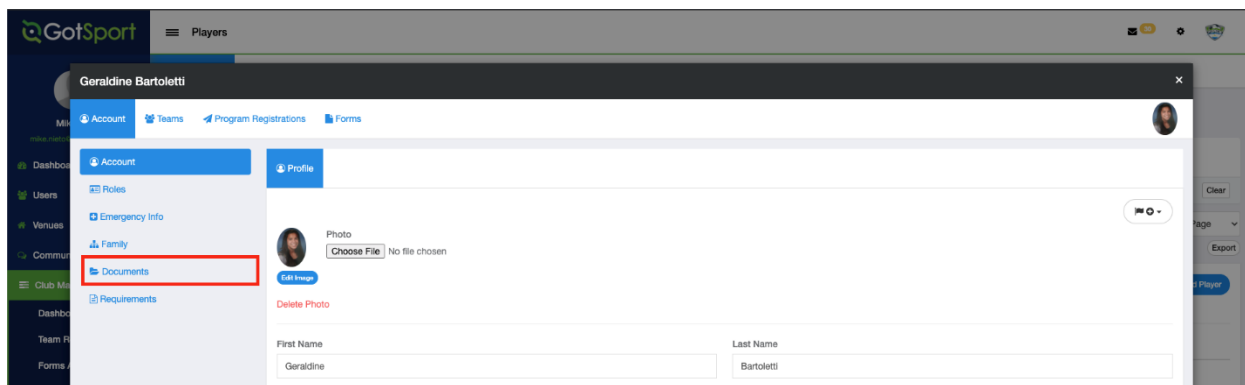 GotSport
Players
Geraldine Bartoletti
×
Account
Teams
Program Registrations
Forms
Dashboa
Users
Venues
Commun
Club Ma
Dashbo
Team R
Forms A
Account
Roles
Emergency Info
Family
Documents
Requirements
Profile
Photo
Choose File No file chosen
Edit Image
Delete Photo
First Name
Geraldine
Last Name
Bartoletti
Clear
Page
Export
d Player